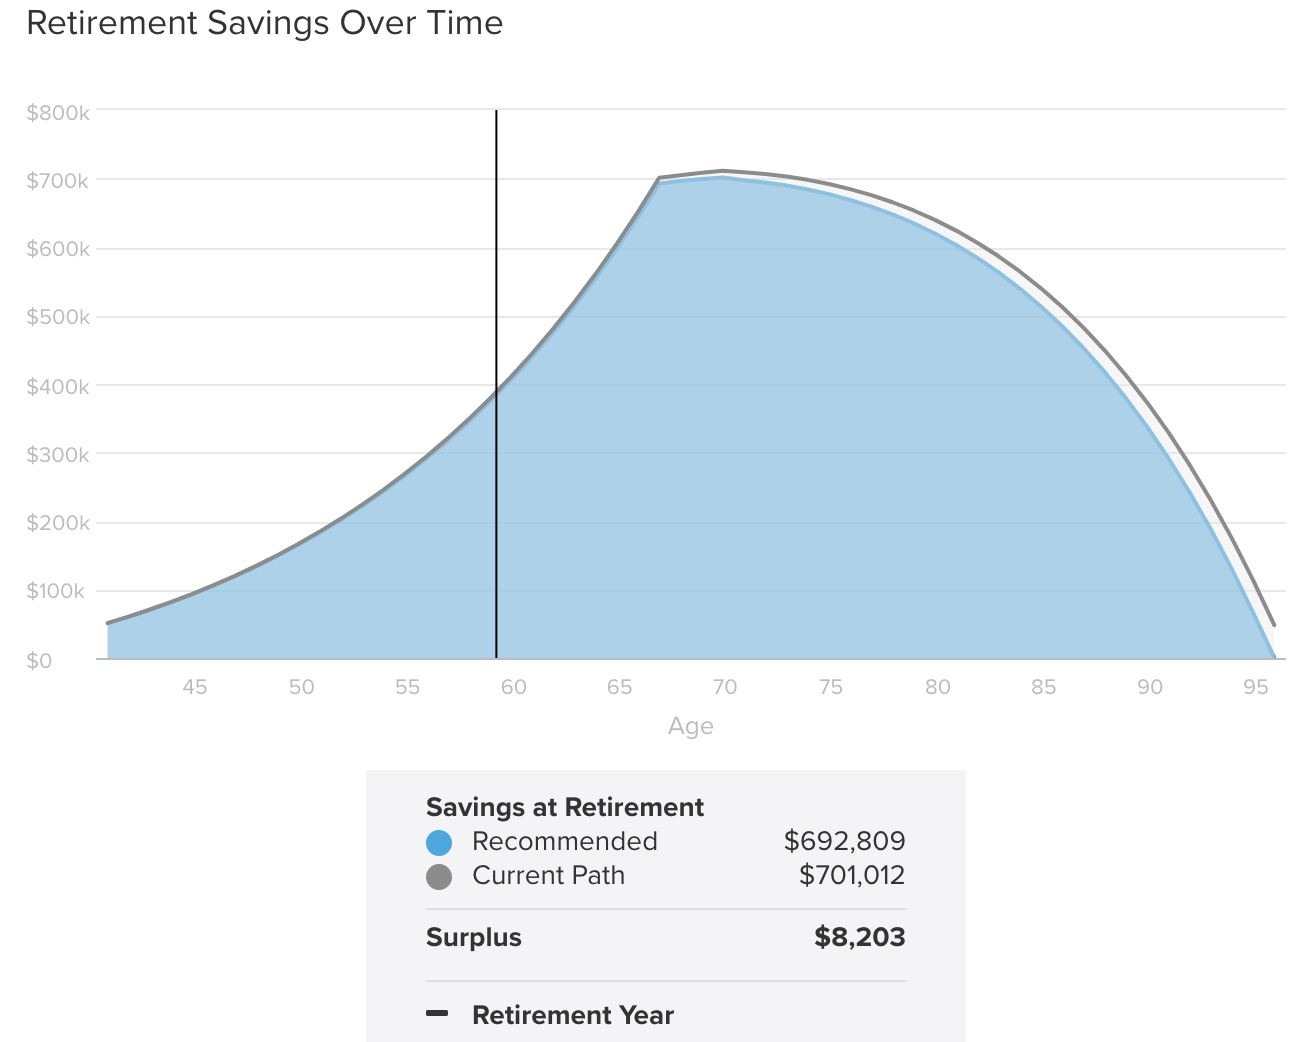 Retirement Savings Over Time
$800k
$700k
$600k
$500k
$400k
$300k
$200k
$100k
$0
45 50 55 60 65 70 75 80 85 90 95
Age
Savings at Retirement
Recommended $692,809
Current Path $701,012
Surplus $8,203
Retirement Year